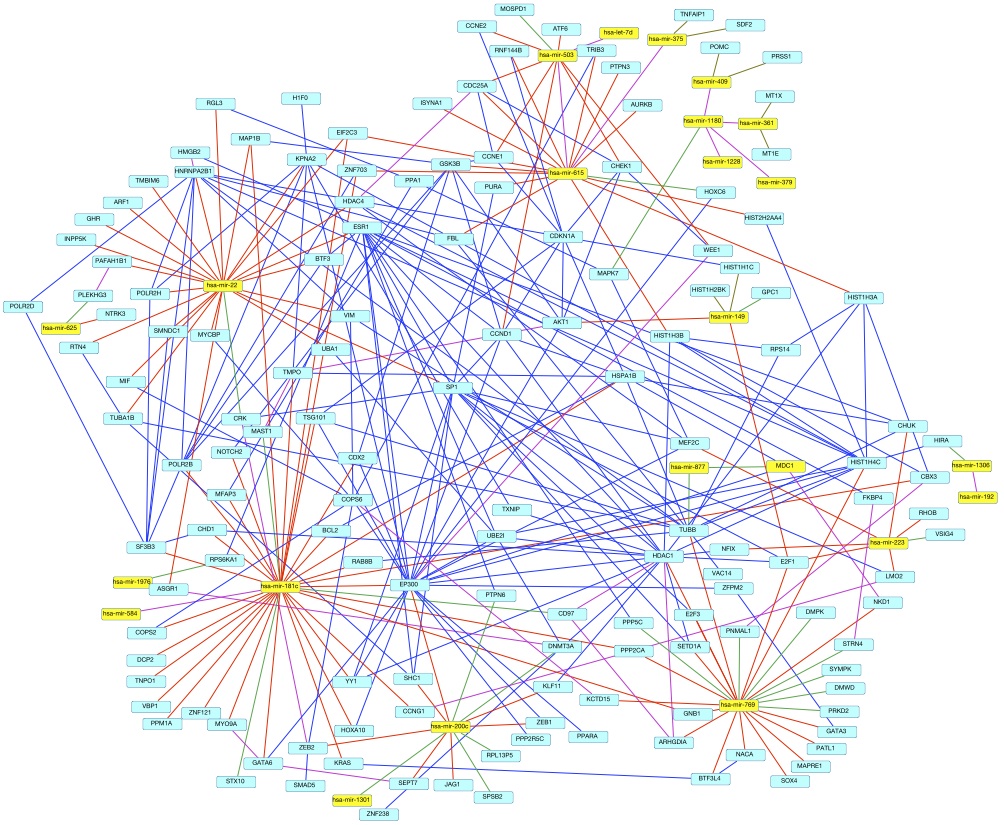 MOSPD1
TNFAIP1
SDF2
CCNE2
ATF6
hsa-let-7d
hsa-mir-375
RNF144B
hsa-mir-503
TRIB3
POMC
PRSS1
PTPN3
hsa-mir-409
CDC25A
RGL3
H1F0
ISYNA1
AURKB
MT1X
hsa-mir-1180
hsa-mir-361
MAP1B
EIF2C3
HMGB2
KPNA2
CCNE1
MT1E
HNRNPA2B1
ZNF703
GSK3B
CHEK1
hsa-mir-1228
hsa-mir-615
TMBIM6
PPA1
PURA
hsa-mir-379
HOXC6
ARF1
HDAC4
GHR
ESR1
HIST2H2AA4
INPP5K
FBL
CDKN1A
WEE1
PAFAH1B1
BTF3
MAPK7
HIST1H1C
hsa-mir-22
PLEKHG3
POLR2H
HIST1H2BK
GPC1
HIST1H3A
POLR2D
NTRK3
VIM
hsa-mir-149
hsa-mir-625
SMNDC1
MYCBP
AKT1
CCND1
HIST1H3B
RTN4
UBA1
RPS14
TMPO
HSPA1B
MIF
SP1
TUBA1B
CRK
TSG101
CHUK
MAST1
MEF2C
HIRA
NOTCH2
CDX2
POLR2B
hsa-mir-877
MDC1
HIST1H4C
hsa-mir-1306
CBX3
MFAP3
COPS6
FKBP4
hsa-mir-192
TXNIP
RHOB
CHD1
BCL2
UBE2I
TUBB
VSIG4
SF3B3
RPS6KA1
RAB8B
HDAC1
NFIX
E2F1
hsa-mir-223
hsa-mir-1976
ASGR1
hsa-mir-181c
EP300
VAC14
ZFPM2
LMO2
PTPN6
NKD1
hsa-mir-584
CD97
E2F3
DMPK
COPS2
PPP5C
PNMAL1
DNMT3A
PPP2CA
SETD1A
STRN4
DCP2
SYMPK
TNPO1
YY1
SHC1
KLF11
DMWD
VBP1
KCTD15
hsa-mir-769
ZNF121
CCNG1
GNB1
PRKD2
PPM1A
MYO9A
HOXA10
hsa-mir-200c
ZEB1
GATA3
PPP2R5C
PPARA
ARHGDIA
ZEB2
PATL1
GATA6
KRAS
RPL13P5
NACA
MAPRE1
STX10
SMAD5
SEPT7
JAG1
BTF3L4
SOX4
hsa-mir-1301
SPSB2
ZNF238